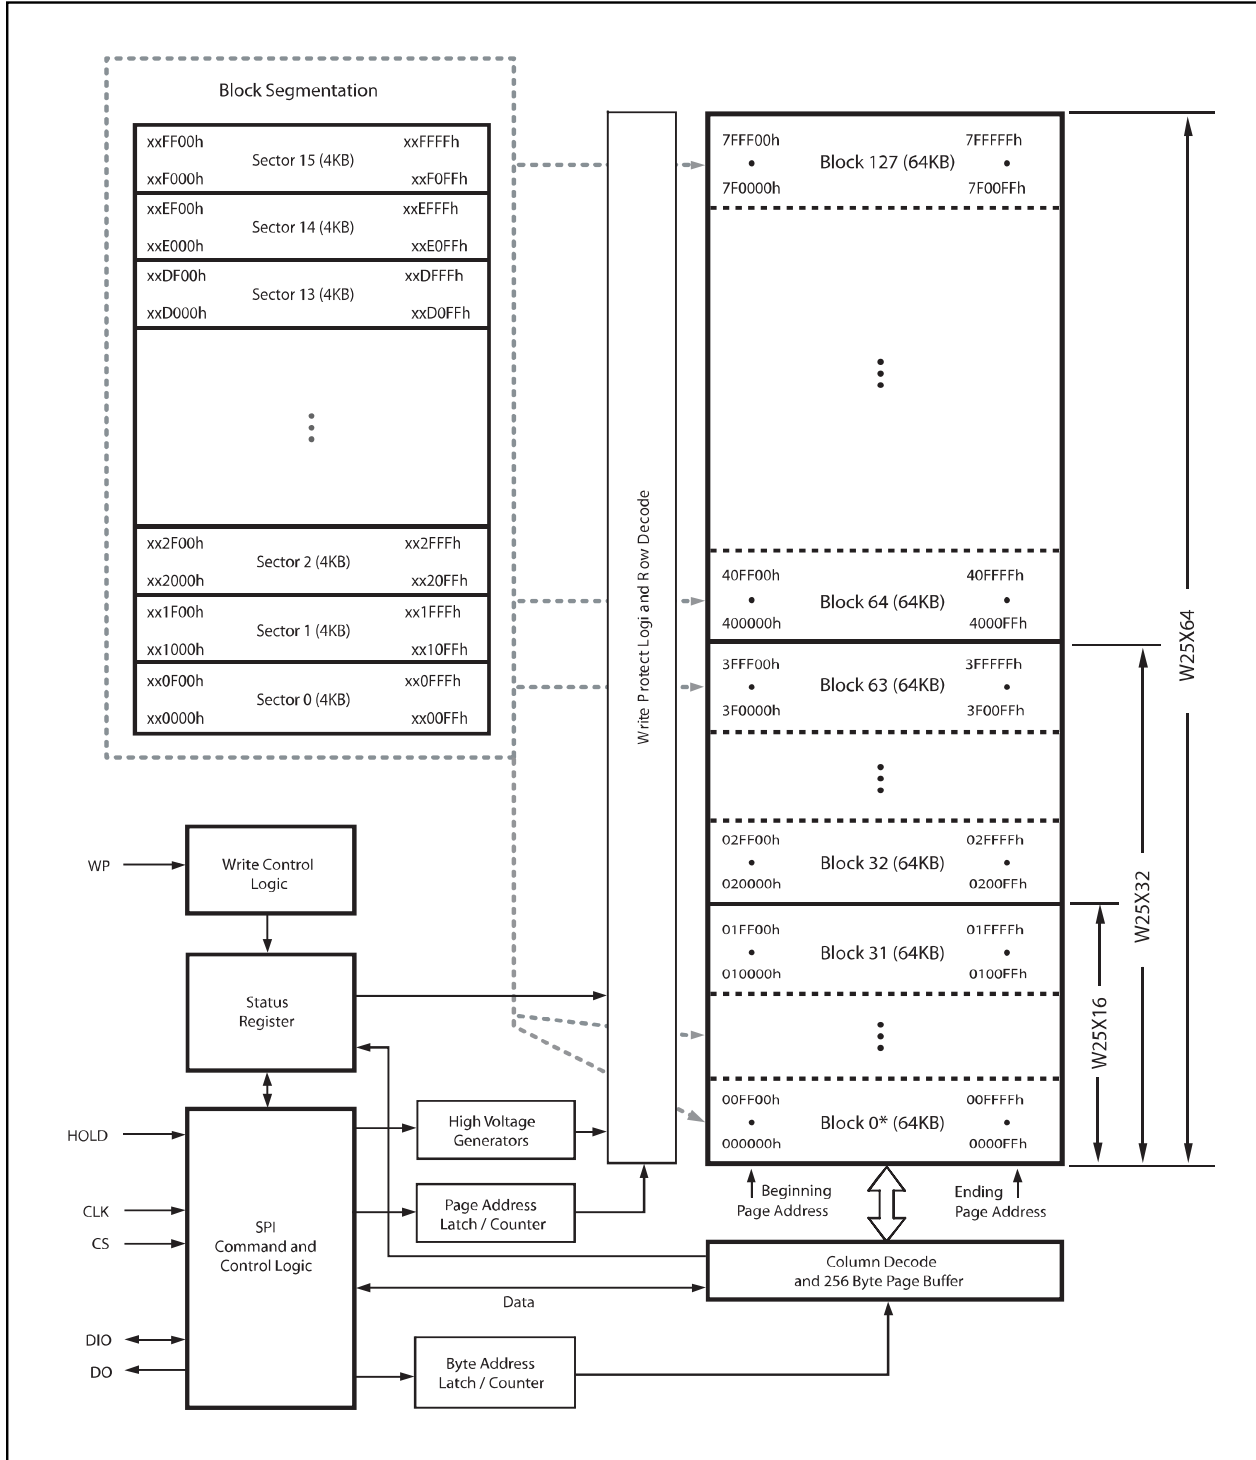 Block Segmentation
xxFF00h xxFFFFh
Sector 15 (4KB)
xxF000h xxF0FFh
xxEF00h xxEFFFh
Sector 14 (4KB)
xxE000h xxE0FFh
xxDF00h xxDFFFh
Sector 13 (4KB)
xxD000h xxD0FFh
xx2F00h xx2FFFh
Sector 2 (4KB)
xx2000h xx20FFh
xx1F00h xx1FFFh
Sector 1 (4KB)
xx1000h xx10FFh
xx0F00h xx0FFFh
Sector 0 (4KB)
xx0000h xx00FFh
Write Protect Logi and Row Decode
7FFF00h 7FFFFFh
Block 127 (64KB)
7F0000h 7F00FFh
40FF00h 40FFFFh
Block 64 (64KB)
400000h 4000FFh
3FFF00h 3FFFFFh
Block 63 (64KB)
3F0000h 3F00FFh
02FF00h 02FFFFh
Block 32 (64KB)
020000h 0200FFh
01FF00h 01FFFFh
Block 31 (64KB)
010000h 0100FFh
00FF00h 00FFFFh
Block 0* (64KB)
000000h 0000FFh
W25X16
W25X32
W25X64
Beginning
Page Address
Ending
Page Address
WP
Write Control
Logic
Status
Register
HOLD
CLK
CS
DIO
DO
SPI
Command and
Control Logic
High Voltage
Generators
Page Address
Latch / Counter
Column Decode
and 256 Byte Page Buffer
Data
Byte Address
Latch / Counter